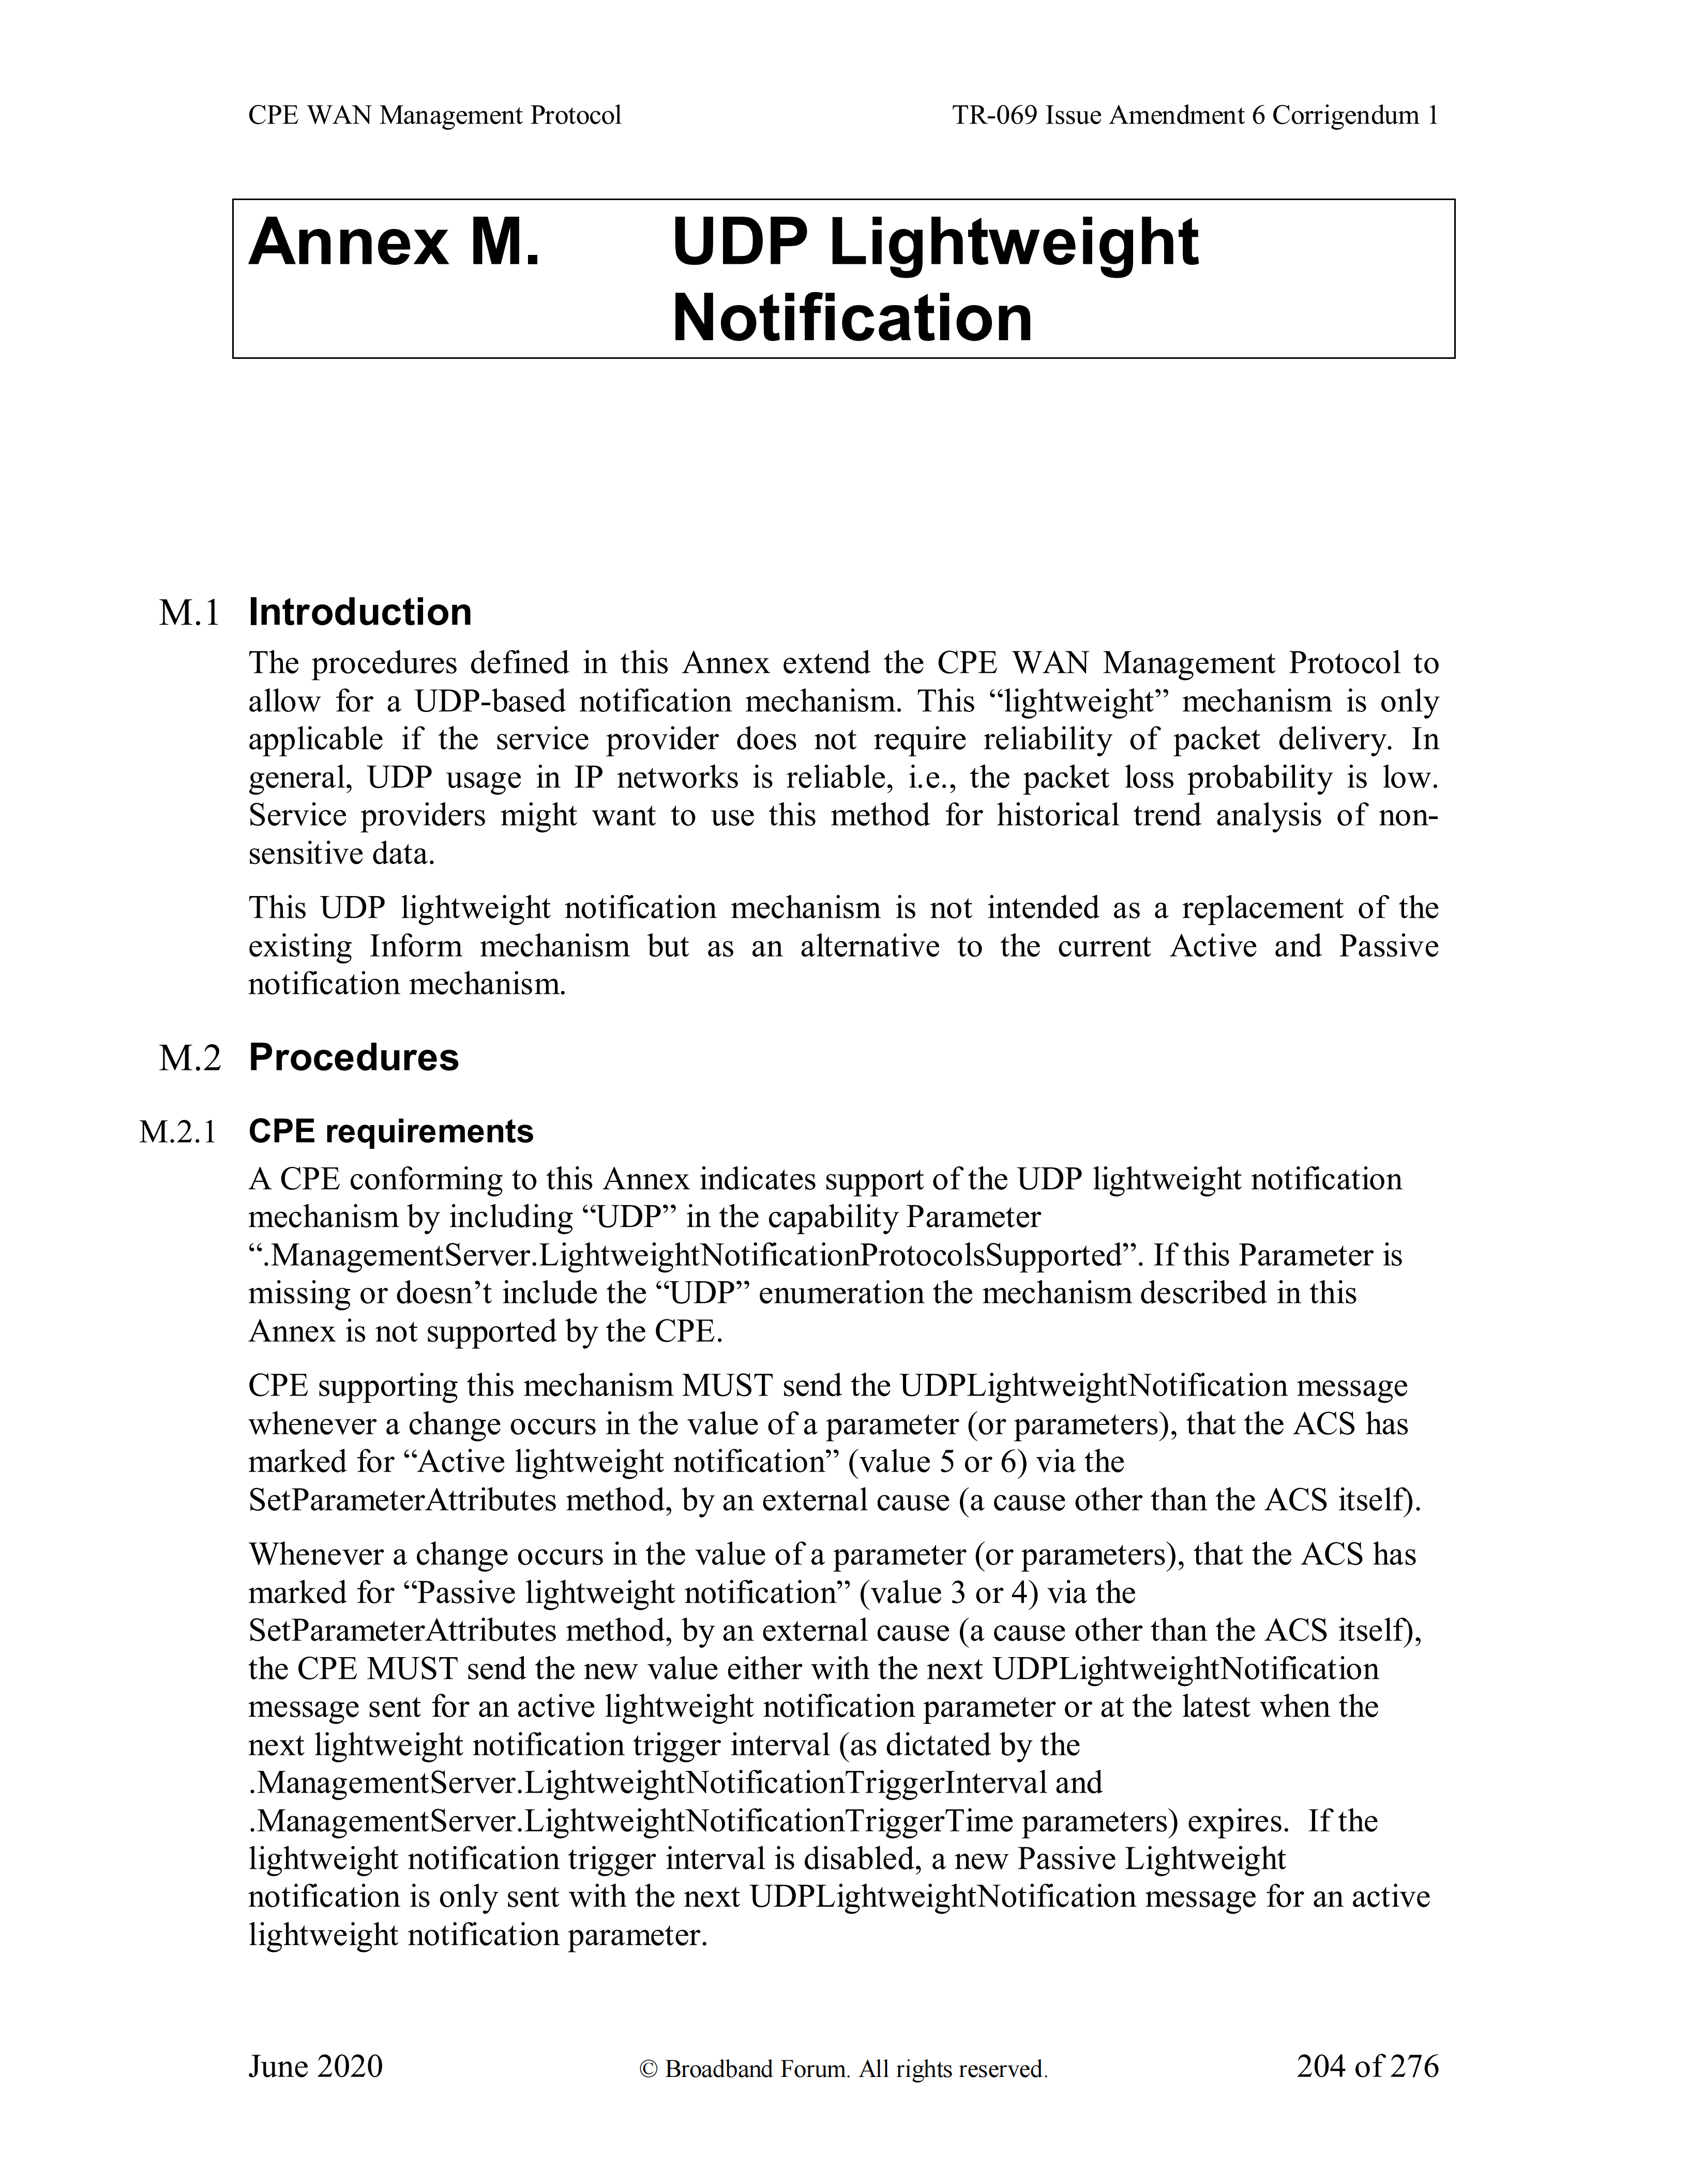 CPE WAN Management Protocol TR-069 Issue Amendment 6 Corrigendum 1
Annex M. UDP Lightweight
Notification
M.1 Introduction
The procedures defined in this Annex extend the CPE WAN Management Protocol to
allow for a UDP-based notification mechanism. This “lightweight” mechanism is only
applicable if the service provider does not require reliability of packet delivery. In
general, UDP usage in IP networks is reliable, i.e., the packet loss probability is low.
Service providers might want to use this method for historical trend analysis of non-
sensitive data.
This UDP lightweight notification mechanism is not intended as a replacement of the
existing Inform mechanism but as an alternative to the current Active and Passive
notification mechanism.
M.2 Procedures
M.2.1 CPE requirements
A CPE conforming to this Annex indicates support of the UDP lightweight notification
mechanism by including “UDP” in the capability Parameter
“.ManagementServer.LightweightNotificationProtocolsSupported”. If this Parameter is
missing or doesn’t include the “UDP” enumeration the mechanism described in this
Annex is not supported by the CPE.
CPE supporting this mechanism MUST send the UDPLightweightNotification message
whenever a change occurs in the value of a parameter (or parameters), that the ACS has
marked for “Active lightweight notification” (value 5 or 6) via the
SetParameterAttributes method, by an external cause (a cause other than the ACS itself).
Whenever a change occurs in the value of a parameter (or parameters), that the ACS has
marked for “Passive lightweight notification” (value 3 or 4) via the
SetParameterAttributes method, by an external cause (a cause other than the ACS itself),
the CPE MUST send the new value either with the next UDPLightweightNotification
message sent for an active lightweight notification parameter or at the latest when the
next lightweight notification trigger interval (as dictated by the
.ManagementServer.LightweightNotificationTriggerInterval and
.ManagementServer.LightweightNotificationTriggerTime parameters) expires.  If the
lightweight notification trigger interval is disabled, a new Passive Lightweight
notification is only sent with the next UDPLightweightNotification message for an active
lightweight notification parameter.
June 2020 © Broadband Forum. All rights reserved. 204 of 276